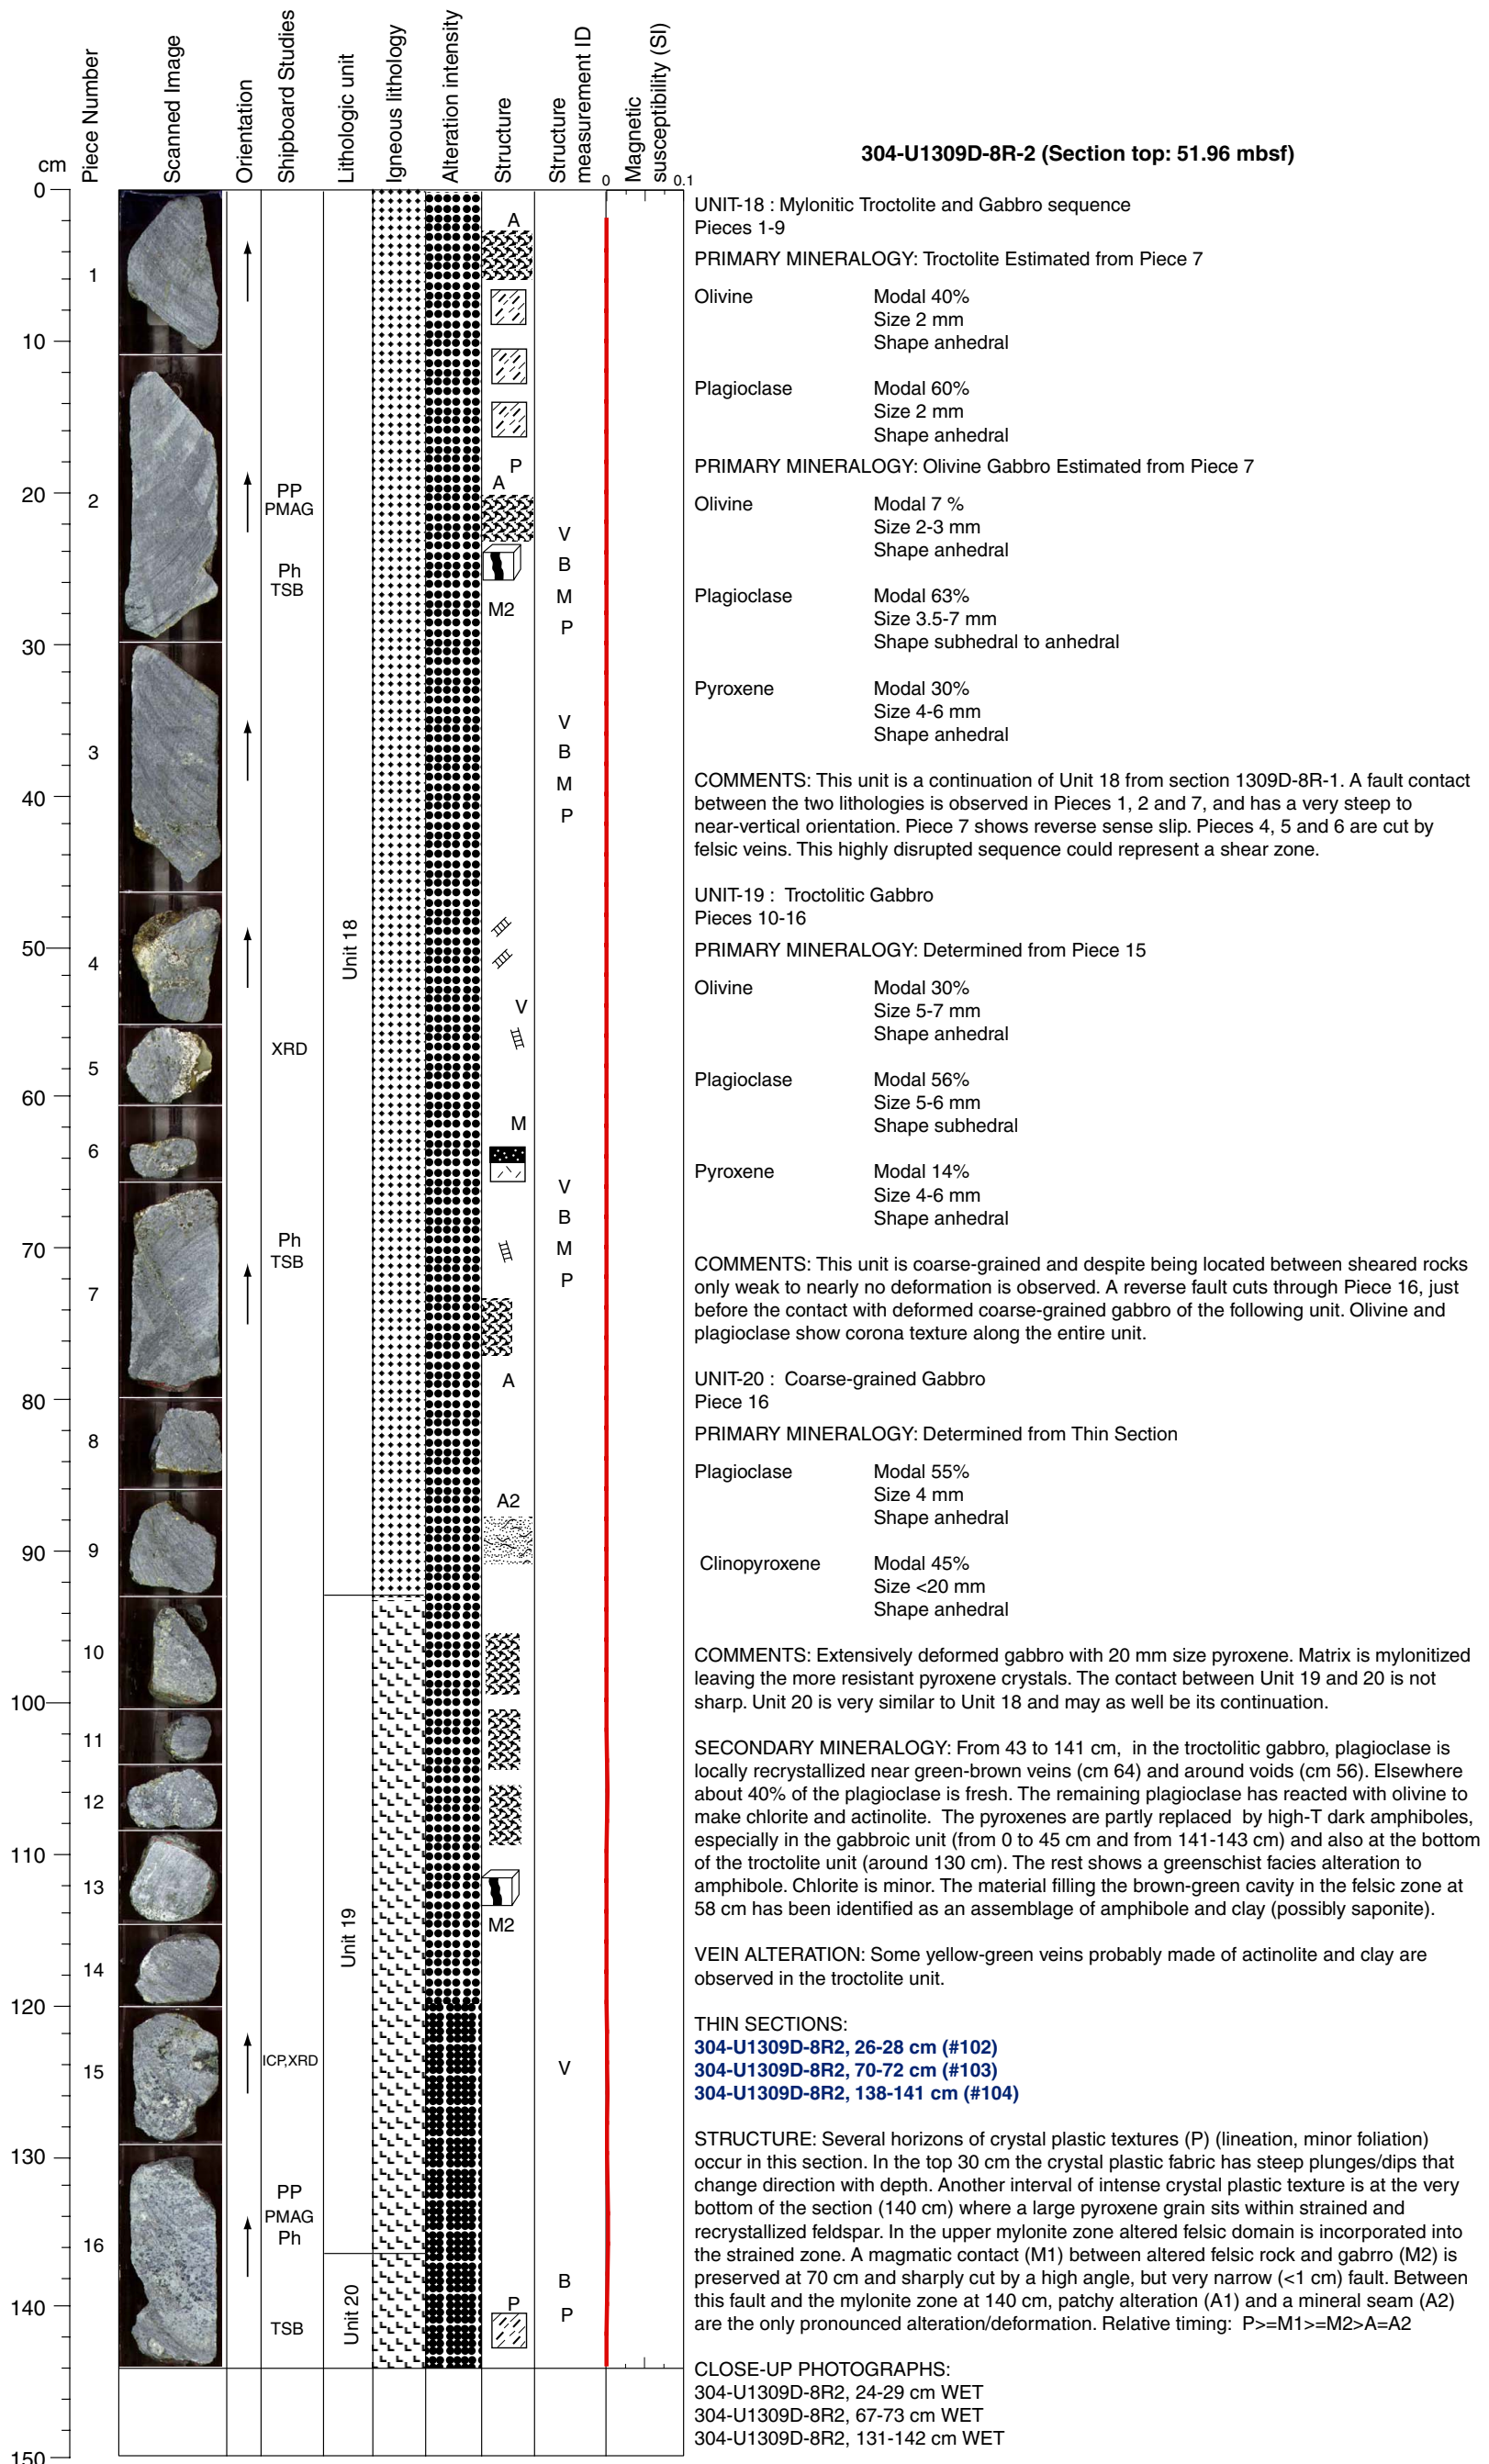 cm
Piece Number
Scanned Image
Orientation
Shipboard Studies
Lithologic unit
Igneous lithology
Alteration intensity
Structure
Structure
measurement ID
Magnetic
susceptibility (SI)
0
0.1
0
10
20
30
40
50
60
70
80
90
100
110
120
130
140
150
1
2
3
4
5
6
7
8
9
10
11
12
13
14
15
16
PP
PMAG
Ph
TSB
XRD
Ph
TSB
ICP,XRD
PP
PMAG
Ph
TSB
Unit 18
Unit 19
Unit 20
A
P
A
M2
V
M
A
A2
M2
P
V
B
M
P
V
B
M
P
V
B
M
P
V
B
P
304-U1309D-8R-2 (Section top: 51.96 mbsf)
UNIT-18 : Mylonitic Troctolite and Gabbro sequence
Pieces 1-9
PRIMARY MINERALOGY: Troctolite Estimated from Piece 7
Olivine Modal 40%
Size 2 mm
Shape anhedral
Plagioclase Modal 60%
Size 2 mm
Shape anhedral
PRIMARY MINERALOGY: Olivine Gabbro Estimated from Piece 7
Olivine Modal 7 %
Size 2-3 mm
Shape anhedral
Plagioclase Modal 63%
Size 3.5-7 mm
Shape subhedral to anhedral
Pyroxene Modal 30%
Size 4-6 mm
Shape anhedral
COMMENTS: This unit is a continuation of Unit 18 from section 1309D-8R-1. A fault contact
between the two lithologies is observed in Pieces 1, 2 and 7, and has a very steep to
near-vertical orientation. Piece 7 shows reverse sense slip. Pieces 4, 5 and 6 are cut by
felsic veins. This highly disrupted sequence could represent a shear zone.
UNIT-19 : Troctolitic Gabbro
Pieces 10-16
PRIMARY MINERALOGY: Determined from Piece 15
Olivine Modal 30%
Size 5-7 mm
Shape anhedral
Plagioclase Modal 56%
Size 5-6 mm
Shape subhedral
Pyroxene Modal 14%
Size 4-6 mm
Shape anhedral
COMMENTS: This unit is coarse-grained and despite being located between sheared rocks
only weak to nearly no deformation is observed. A reverse fault cuts through Piece 16, just
before the contact with deformed coarse-grained gabbro of the following unit. Olivine and
plagioclase show corona texture along the entire unit.
UNIT-20 : Coarse-grained Gabbro
Piece 16
PRIMARY MINERALOGY: Determined from Thin Section
Plagioclase Modal 55%
Size 4 mm
Shape anhedral
Clinopyroxene Modal 45%
Size <20 mm
Shape anhedral
COMMENTS: Extensively deformed gabbro with 20 mm size pyroxene. Matrix is mylonitized
leaving the more resistant pyroxene crystals. The contact between Unit 19 and 20 is not
sharp. Unit 20 is very similar to Unit 18 and may as well be its continuation.
SECONDARY MINERALOGY: From 43 to 141 cm, in the troctolitic gabbro, plagioclase is
locally recrystallized near green-brown veins (cm 64) and around voids (cm 56). Elsewhere
about 40% of the plagioclase is fresh. The remaining plagioclase has reacted with olivine to
make chlorite and actinolite. The pyroxenes are partly replaced by high-T dark amphiboles,
especially in the gabbroic unit (from 0 to 45 cm and from 141-143 cm) and also at the bottom
of the troctolite unit (around 130 cm). The rest shows a greenschist facies alteration to
amphibole. Chlorite is minor. The material filling the brown-green cavity in the felsic zone at
58 cm has been identified as an assemblage of amphibole and clay (possibly saponite).
VEIN ALTERATION: Some yellow-green veins probably made of actinolite and clay are
observed in the troctolite unit.
THIN SECTIONS:
304-U1309D-8R2, 26-28 cm (#102)
304-U1309D-8R2, 70-72 cm (#103)
304-U1309D-8R2, 138-141 cm (#104)
STRUCTURE: Several horizons of crystal plastic textures (P) (lineation, minor foliation)
occur in this section. In the top 30 cm the crystal plastic fabric has steep plunges/dips that
change direction with depth. Another interval of intense crystal plastic texture is at the very
bottom of the section (140 cm) where a large pyroxene grain sits within strained and
recrystallized feldspar. In the upper mylonite zone altered felsic domain is incorporated into
the strained zone. A magmatic contact (M1) between altered felsic rock and gabrro (M2) is
preserved at 70 cm and sharply cut by a high angle, but very narrow (<1 cm) fault. Between
this fault and the mylonite zone at 140 cm, patchy alteration (A1) and a mineral seam (A2)
are the only pronounced alteration/deformation. Relative timing: P>=M1>=M2>A=A2
CLOSE-UP PHOTOGRAPHS:
304-U1309D-8R2, 24-29 cm WET
304-U1309D-8R2, 67-73 cm WET
304-U1309D-8R2, 131-142 cm WET